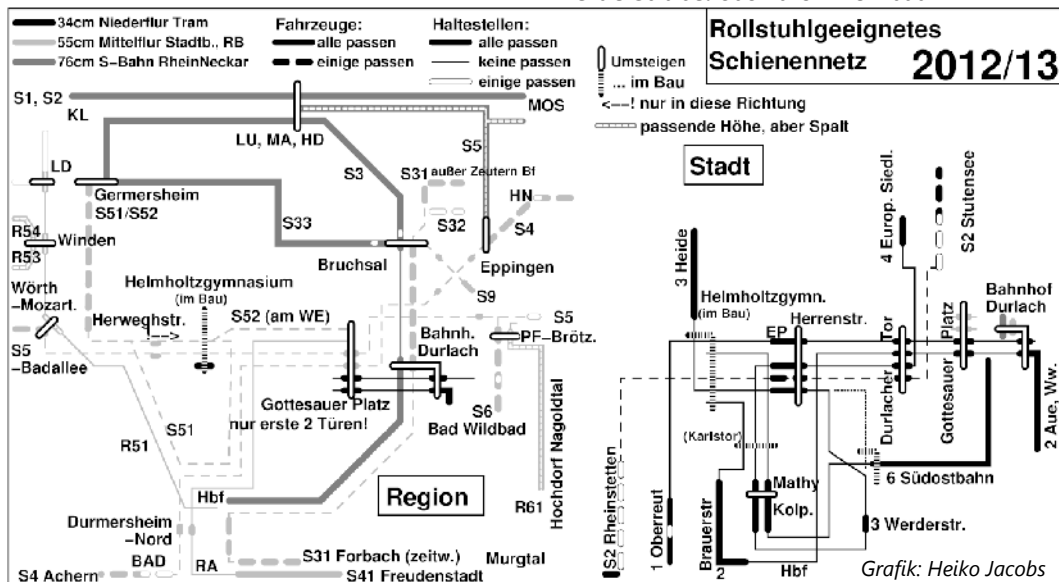 34cm Niederflur Tram
55cm Mittelflur Stadtb., RB
76cm S-Bahn RheinNeckar
Fahrzeuge:
alle passen
einige passen
Haltestellen:
alle passen
keine passen
einige passen
Umsteigen
... im Bau
<---! nur in diese Richtung
passende Höhe, aber Spalt
Rollstuhlgeeignetes
Schienennetz 2012/13
S1, S2
KL
MOS
LU, MA, HD
S5
LD
S3
S31 außer Zeutern Bf
Germersheim
S51/S52
HN
S33
S32
S4
R54
Winden
R53
Bruchsal
Eppingen
Wörth
-Mozart.
Helmholtzgymnasium
(im Bau)
S9
Herweghstr.
!-->
S52 (am WE)
S5
Bahnh.
Durlach
PF-Brötz.
S5
-Badallee
Gottesauer Platz
nur erste 2 Türen!
S6
Bad Wildbad
S51
R51
Hochdorf Nagoldtal
Hbf
Region
R61
Durmersheim
-Nord
BAD
RA
S31 Forbach (zeitw.)
Murgtal
S4 Achern
S41 Freudenstadt
Stadt
4 Europ. Siedl.
S2 Stutensee
3 Heide
Helmholtzgymn.
(im Bau)
EP
Herrenstr.
Durlacher Tor
Gottesauer Platz
Bahnhof
Durlach
2 Aue, Ww.
(Karlstor)
6 Südostbahn
Mathy
Kolp.
3 Werderstr.
S2 Rheinstetten
1 Oberreut
Brauerstr
2
Hbf
Grafik: Heiko Jacobs